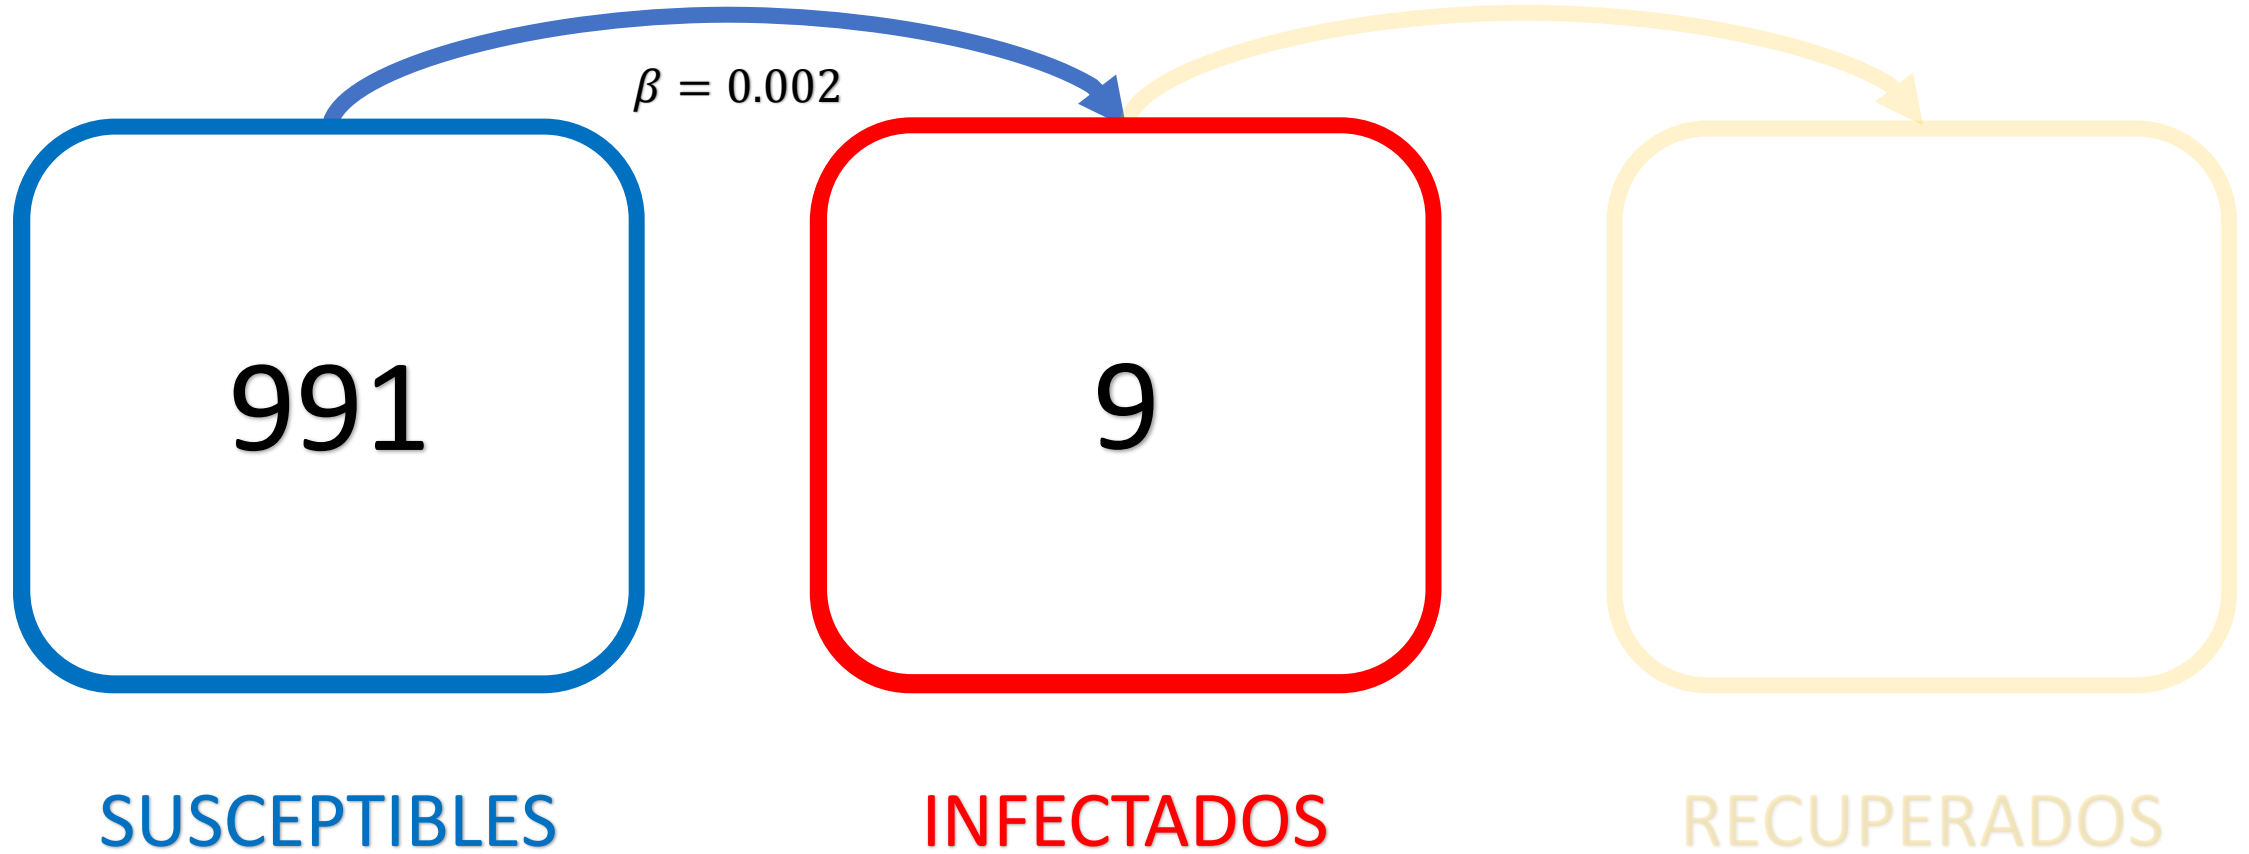 β = 0.002
991
9
SUSCEPTIBLES
INFECTADOS
RECUPERADOS